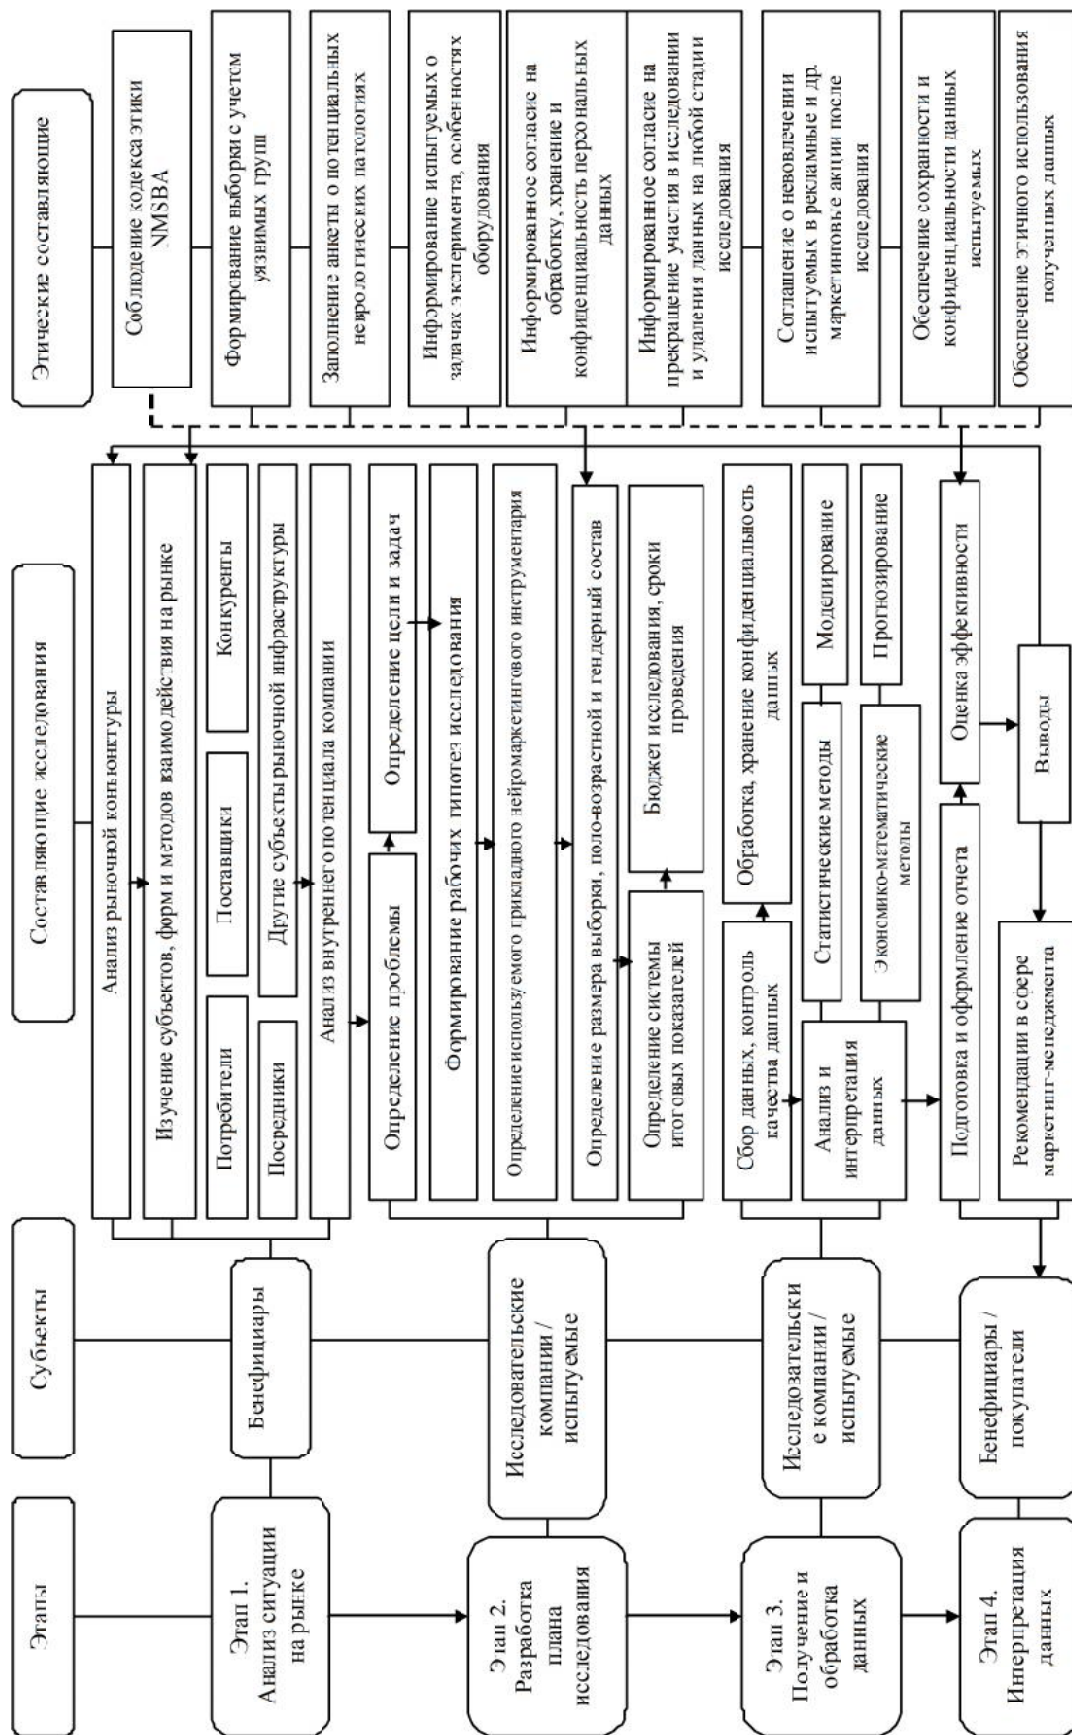 Этапы
Субъекты
Составляющие исследования
Этические составляющие
Этап 1.
Анализ ситуации
на рынке
Бенефициары
Анализ рыночной конъюнктуры
Изучение субъектов, форм и методов взаимодействия на рынке
Потребители
Поставщики
Конкуренты
Посредники
Другие субъекты рыночной инфраструктуры
Анализ внутреннего потенциала компании
Этап 2.
Разработка
плана
исследования
Исследовательские
компании /
испытуемые
Определение проблемы
Определение цели и задач
Формирование рабочих гипотез исследования
Определение используемого прикладного нейромаркетингового инструментария
Определение размера выборки, поло-возрастной и гендерный состав
Определение системы
итоговых показателей
Бюджет исследования, сроки
проведения
Этап 3.
Получение и
обработка
данных
Исследовательски
е компании /
испытуемые
Сбор данных, контроль
качества данных
Обработка, хранение конфиденциальность
данных
Анализ и
интерпретация
данных
Статистические методы
Моделирование
Экономико-математические
методы
Прогнозирование
Этап 4.
Интерпретация
данных
Бенефициары /
покупатели
Подготовка и оформление отчета
Оценка эффективности
Рекомендации в сфере
маркетинг-менеджмента
Выводы
Соблюдение кодекса этики
NMSBA
Формирование выборки с учетом
уязвимых групп
Заполнение анкеты о потенциальных
неврологических патологиях
Информирование испытуемых о
задачах эксперимента, особенностях
оборудования
Информированное согласие на
обработку, хранение и
конфиденциальность персональных
данных
Информированное согласие на
прекращение участия в исследовании
и удаления данных на любой стадии
исследования
Соглашение о невовлечении
испытуемых в рекламные и др.
маркетинговые акции после
исследования
Обеспечение сохранности и
конфиденциальности данных
испытуемых
Обеспечение этичного использования
полученных данных